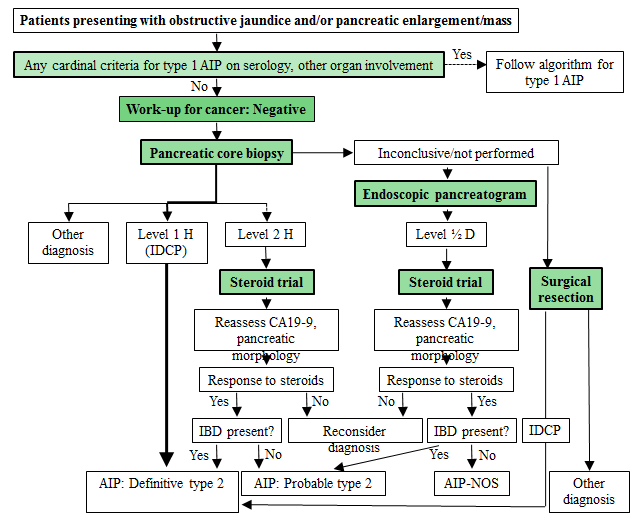 Patients presenting with obstructive jaundice and/or pancreatic enlargement/mass
Any cardinal criteria for type 1 AIP on serology, other organ involvement
Yes
Follow algorithm for
type 1 AIP
No
Work-up for cancer: Negative
Pancreatic core biopsy
Inconclusive/not performed
Endoscopic pancreatogram
Other
diagnosis
Level 1 H
(IDCP)
Level 2 H
Level ½ D
Steroid trial
Steroid trial
Surgical
resection
Reassess CA19-9,
pancreatic
morphology
Reassess CA19-9,
pancreatic
morphology
Response to steroids
Response to steroids
Yes
No
No
Yes
IBD present?
Reconsider
diagnosis
IBD present?
IDCP
Yes
No
Yes
No
AIP: Definitive type 2
AIP: Probable type 2
AIP-NOS
Other
diagnosis